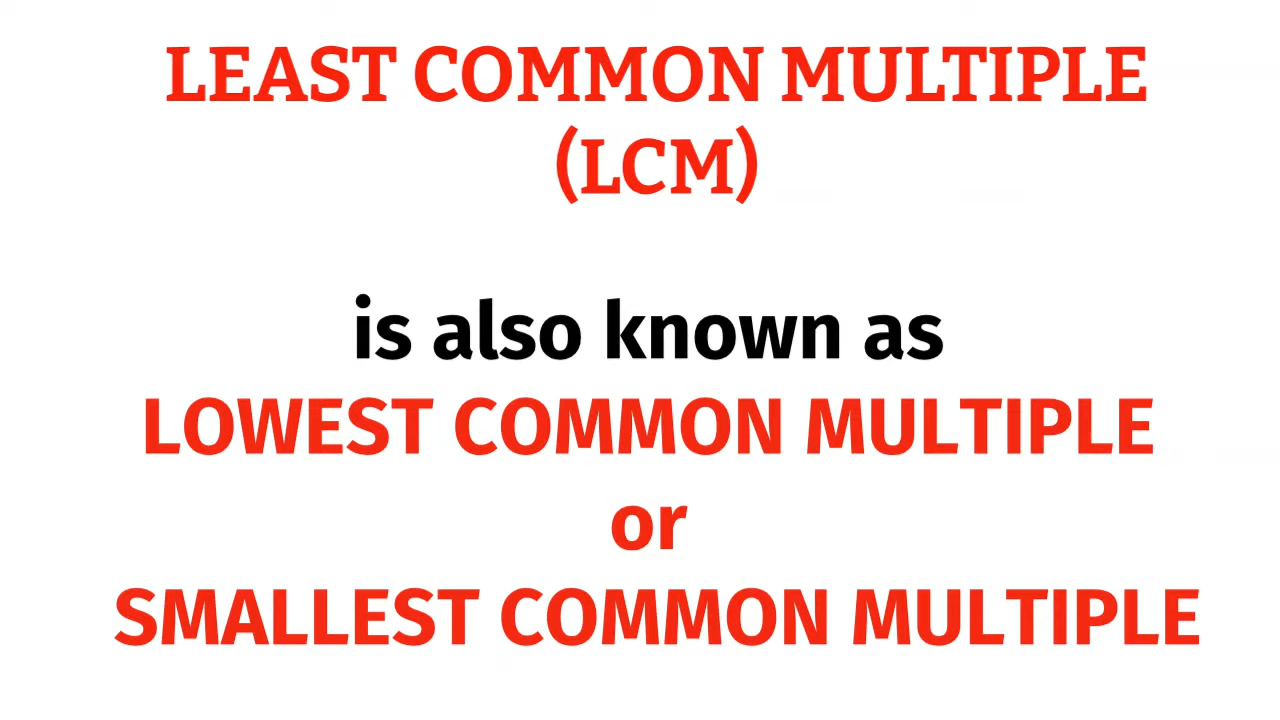 LEAST COMMON MULTIPLE
(LCM)
is also known as
LOWEST COMMON MULTIPLE
or
SMALLEST COMMON MULTIPLE